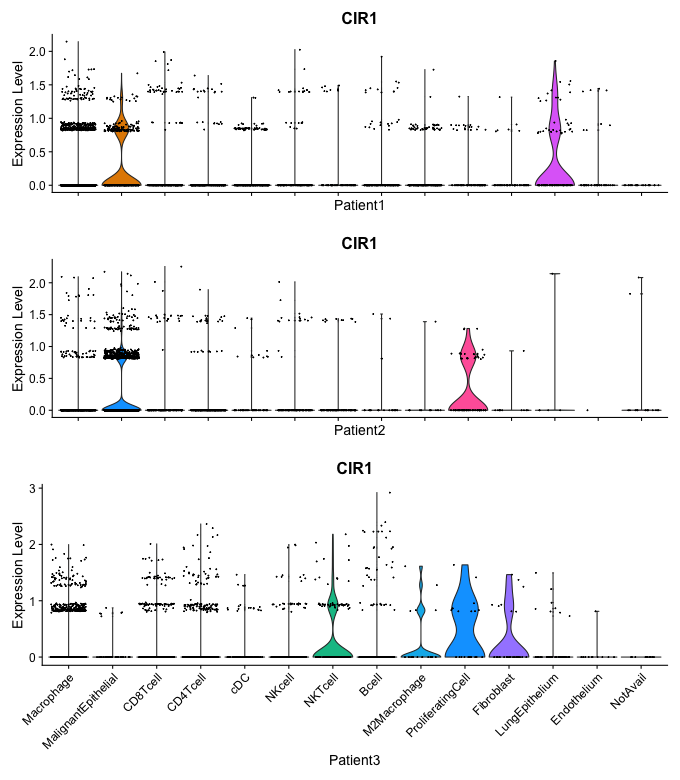 CIR1
Expression Level
2.0
1.5
1.0
0.5
0.0
Patient1
CIR1
Expression Level
2.0
1.5
1.0
0.5
0.0
Patient2
CIR1
Expression Level
3
2
1
0
Macrophage
MalignantEpithelial
CD8Tcell
CD4Tcell
cDC
NKcell
NKTcell
Bcell
M2Macrophage
ProliferatingCell
Fibroblast
LungEpithelium
Endothelium
NotAvail
Patient3